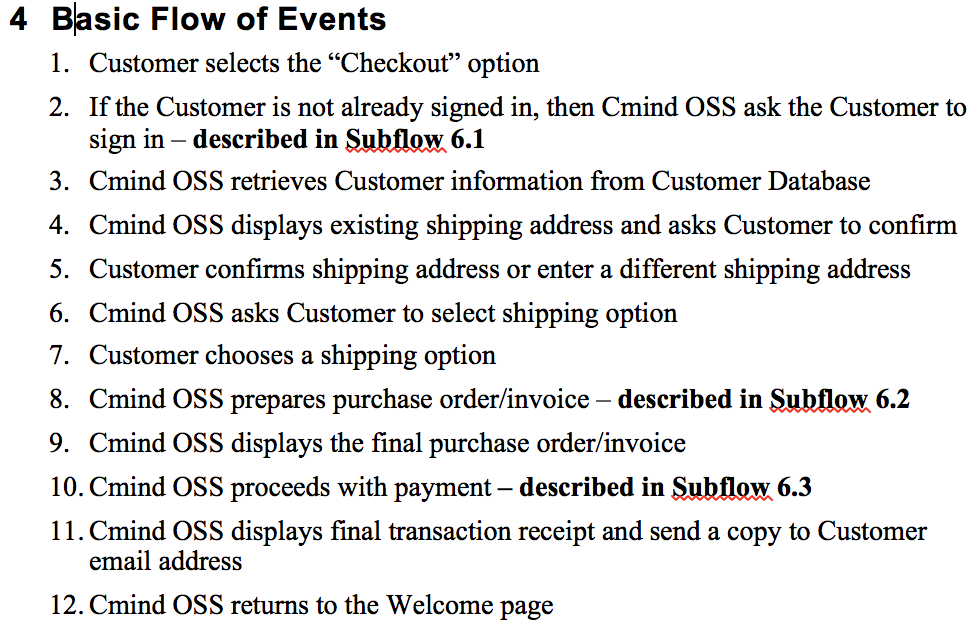 4 Basic Flow of Events
1. Customer selects the “Checkout” option
2. If the Customer is not already signed in, then Cmind OSS ask the Customer to
sign in – described in Subflow 6.1
3. Cmind OSS retrieves Customer information from Customer Database
4. Cmind OSS displays existing shipping address and asks Customer to confirm
5. Customer confirms shipping address or enter a different shipping address
6. Cmind OSS asks Customer to select shipping option
7. Customer chooses a shipping option
8. Cmind OSS prepares purchase order/invoice – described in Subflow 6.2
9. Cmind OSS displays the final purchase order/invoice
10. Cmind OSS proceeds with payment – described in Subflow 6.3
11. Cmind OSS displays final transaction receipt and send a copy to Customer
email address
12. Cmind OSS returns to the Welcome page